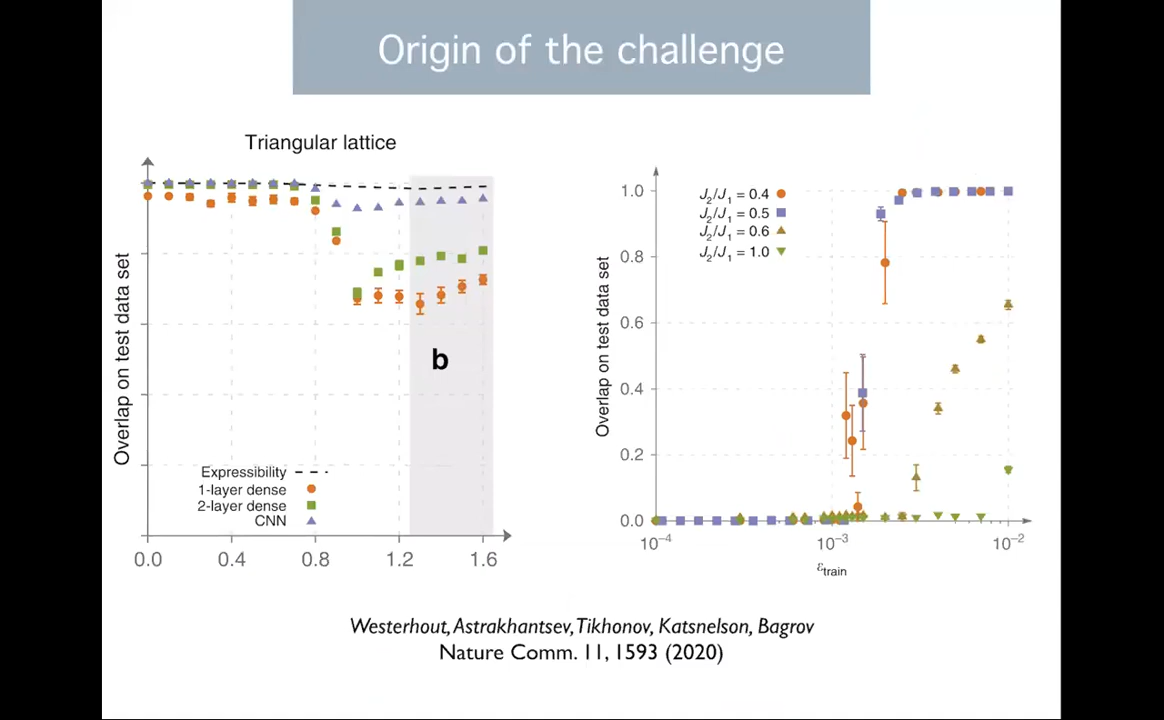 Origin of the challenge
Triangular lattice
Overlap on test data set
b
Expressibility
1-layer dense
2-layer dense
CNN
0.0 0.4 0.8 1.2 1.6
Overlap on test data set
1.0
0.8
0.6
0.4
0.2
0.0
J₂/J₁ = 0.4
J₂/J₁ = 0.5
J₂/J₁ = 0.6
J₂/J₁ = 1.0
10⁻⁴ 10⁻³ 10⁻²
εtrain
Westerhout, Astrakhantsev, Tikhonov, Katsnelson, Bagrov
Nature Comm. 11, 1593 (2020)